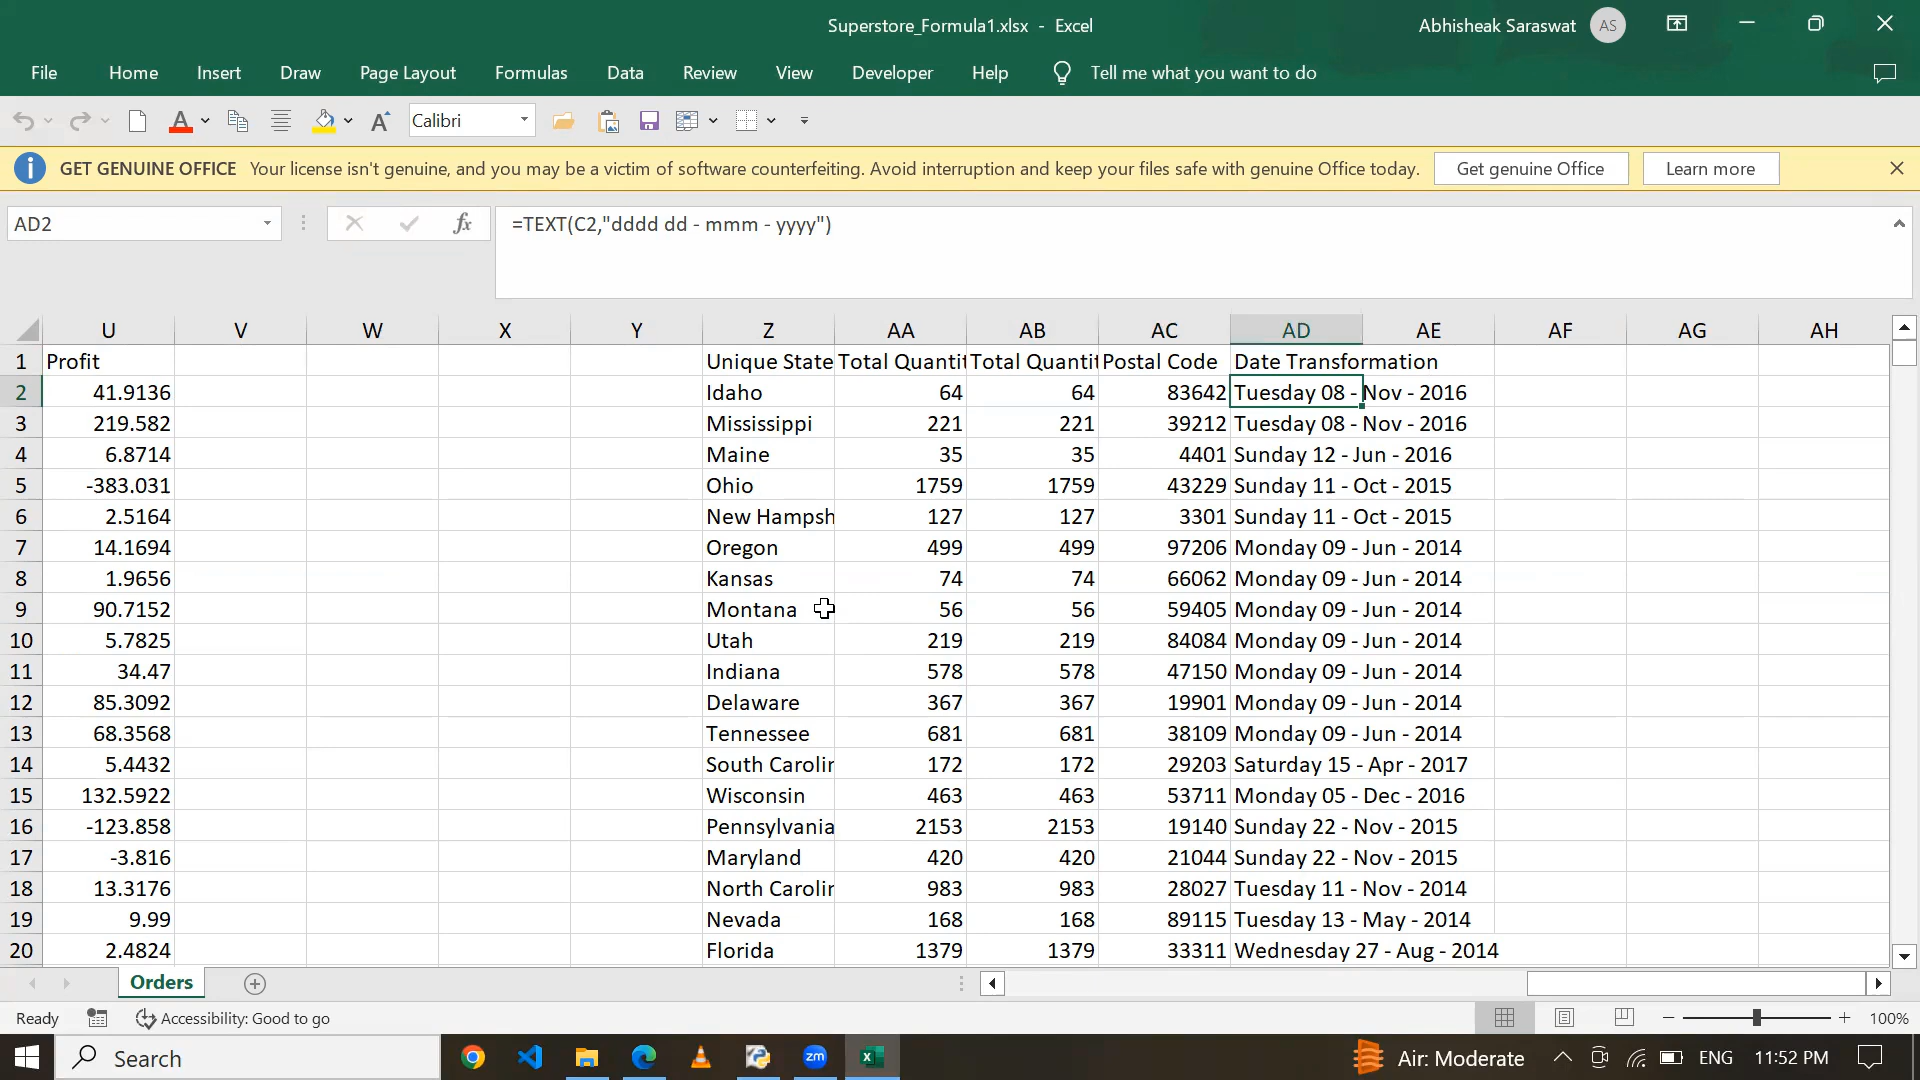 Superstore_Formula1.xlsx - Excel
Abhisheak Saraswat AS
File Home Insert Draw Page Layout Formulas Data Review View Developer Help Tell me what you want to do
Calibri
GET GENUINE OFFICE Your license isn't genuine, and you may be a victim of software counterfeiting. Avoid interruption and keep your files safe with genuine Office today. Get genuine Office Learn more
AD2 fx =TEXT(C2,"dddd dd - mmm - yyyy")
U V W X Y Z AA AB AC AD AE AF AG AH
1 Profit Unique State Total Quantit Total Quantit Postal Code Date Transformation
2 41.9136 Idaho 64 64 83642 Tuesday 08 - Nov - 2016
3 219.582 Mississippi 221 221 39212 Tuesday 08 - Nov - 2016
4 6.8714 Maine 35 35 4401 Sunday 12 - Jun - 2016
5 -383.031 Ohio 1759 1759 43229 Sunday 11 - Oct - 2015
6 2.5164 New Hampsh 127 127 3301 Sunday 11 - Oct - 2015
7 14.1694 Oregon 499 499 97206 Monday 09 - Jun - 2014
8 1.9656 Kansas 74 74 66062 Monday 09 - Jun - 2014
9 90.7152 Montana 56 56 59405 Monday 09 - Jun - 2014
10 5.7825 Utah 219 219 84084 Monday 09 - Jun - 2014
11 34.47 Indiana 578 578 47150 Monday 09 - Jun - 2014
12 85.3092 Delaware 367 367 19901 Monday 09 - Jun - 2014
13 68.3568 Tennessee 681 681 38109 Monday 09 - Jun - 2014
14 5.4432 South Carolin 172 172 29203 Saturday 15 - Apr - 2017
15 132.5922 Wisconsin 463 463 53711 Monday 05 - Dec - 2016
16 -123.858 Pennsylvania 2153 2153 19140 Sunday 22 - Nov - 2015
17 -3.816 Maryland 420 420 21044 Sunday 22 - Nov - 2015
18 13.3176 North Carolin 983 983 28027 Tuesday 11 - Nov - 2014
19 9.99 Nevada 168 168 89115 Tuesday 13 - May - 2014
20 2.4824 Florida 1379 1379 33311 Wednesday 27 - Aug - 2014
Orders
Ready Accessibility: Good to go 100%
Search Air: Moderate ENG 11:52 PM